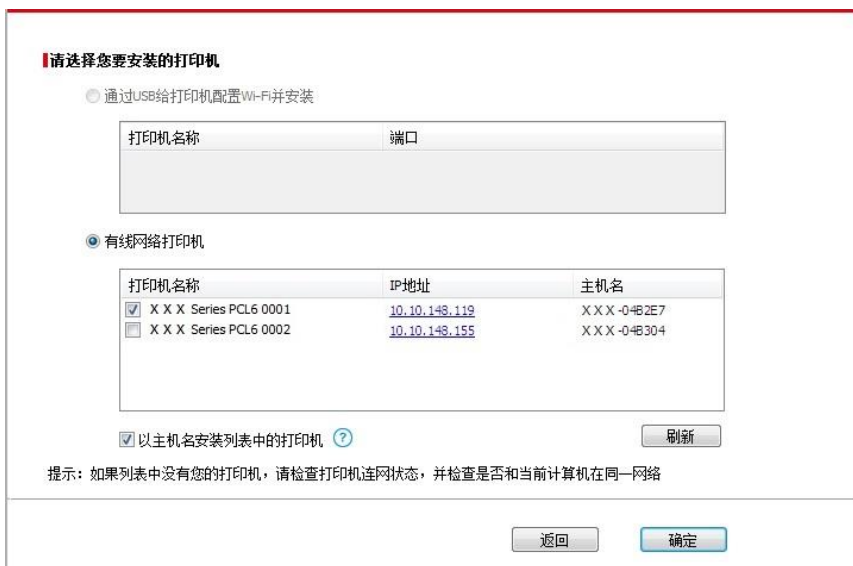 请选择您要安装的打印机
通过USB给打印机配置Wi-Fi并安装
打印机名称 端口
有线网络打印机
打印机名称 IP地址 主机名
X X X Series PCL6 0001 10.10.148.119 X X X -04B2E7
X X X Series PCL6 0002 10.10.148.155 X X X -04B304
以主机名安装列表中的打印机 ? 刷新
提示：如果列表中没有您的打印机，请检查打印机连网状态，并检查是否和当前计算机在同一网络
返回 确定